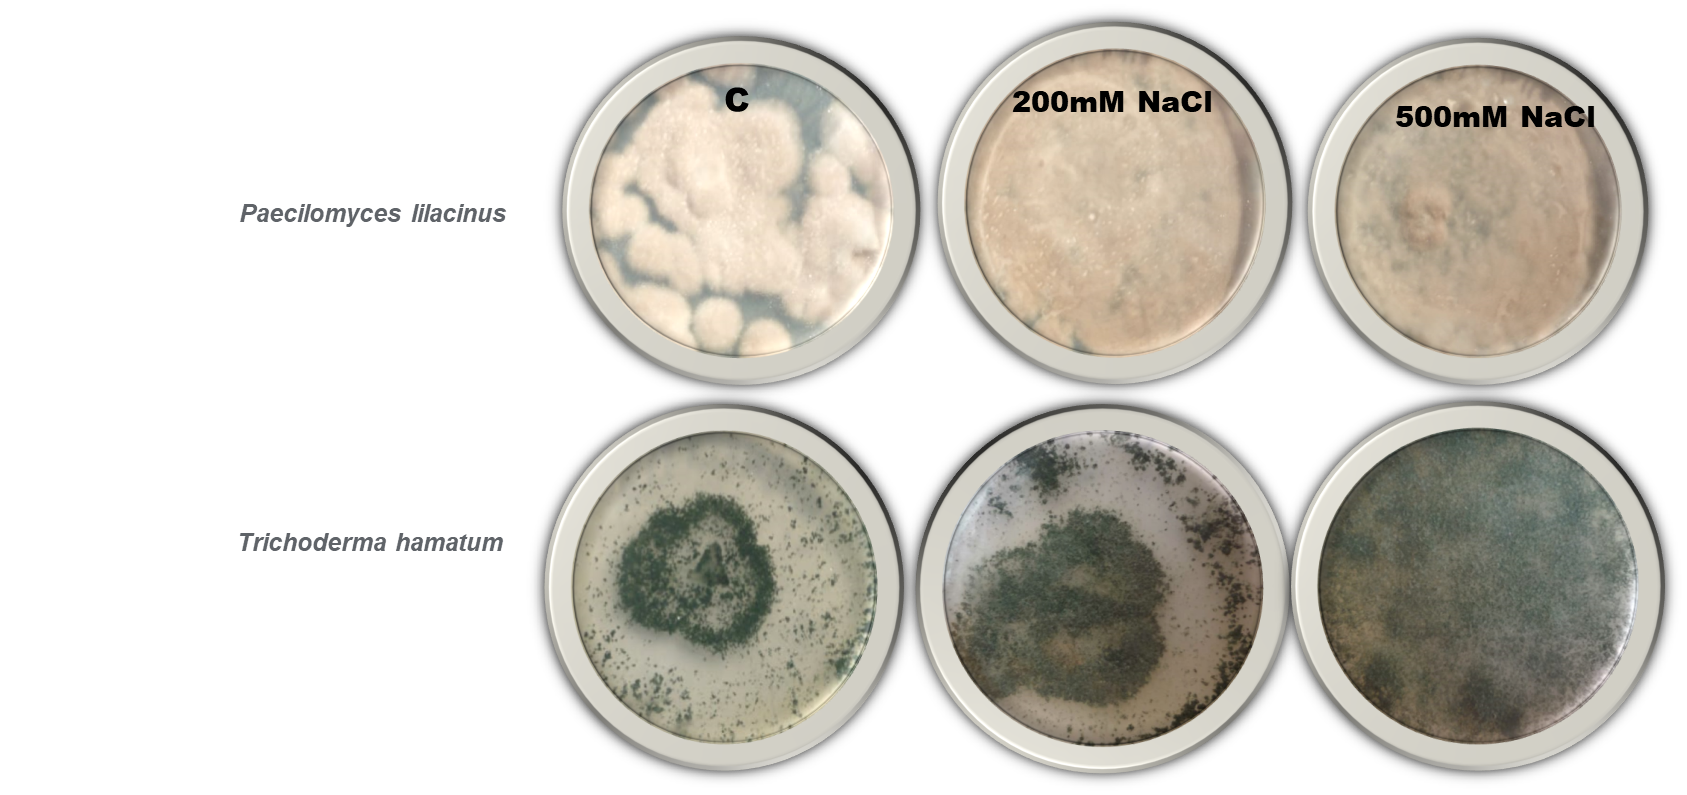 C
200mM NaCl
500mM NaCl
Paecilomyces lilacinus
Trichoderma hamatum